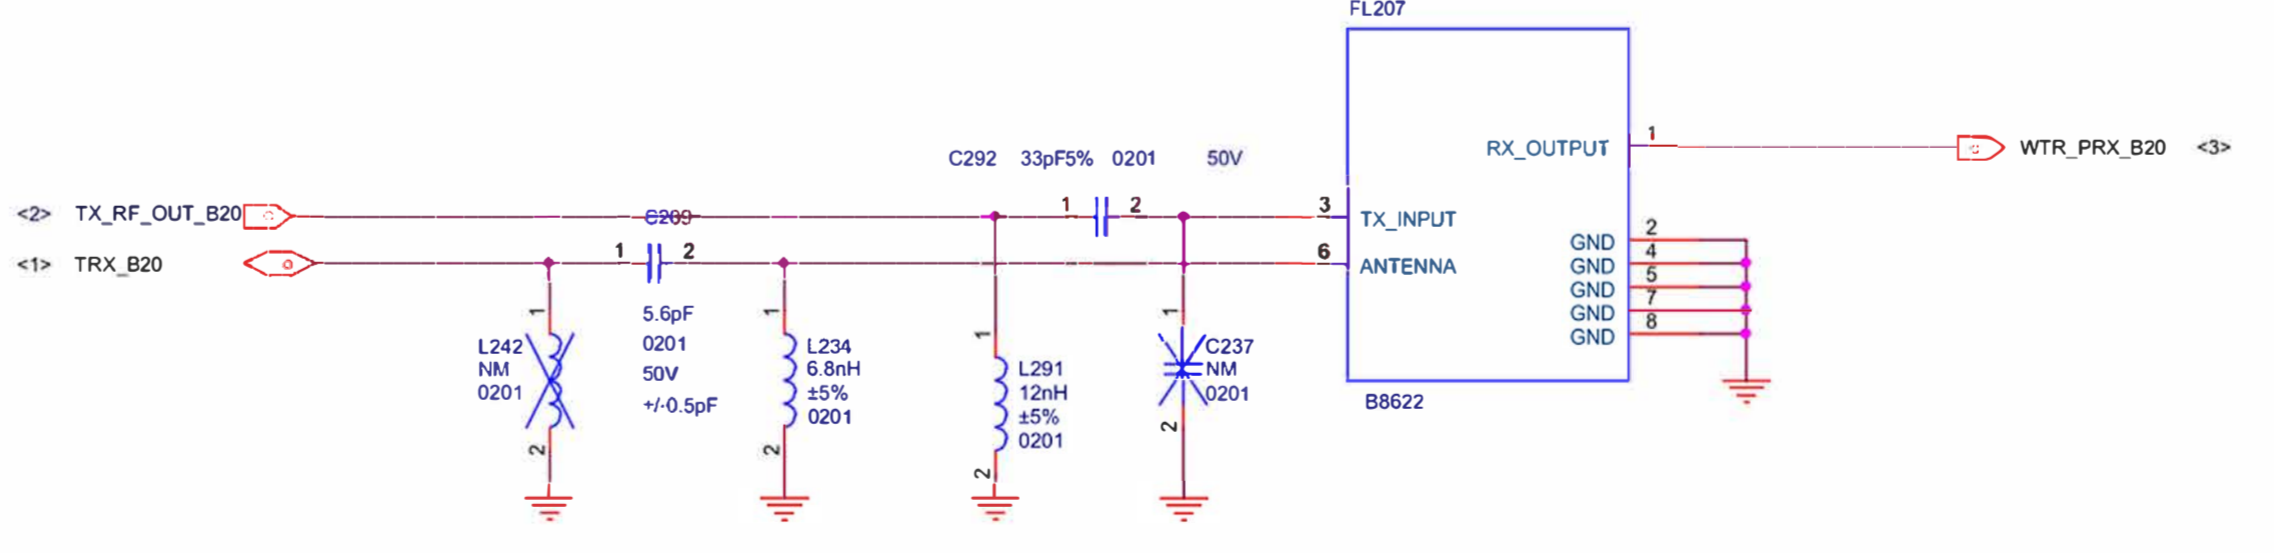 FL207
RX_OUTPUT 1 WTR_PRX_B20 <3>
C292 33pF5% 0201 50V
<2> TX_RF_OUT_B20 C209 1 2 3 TX_INPUT
<1> TRX_B20 1 2 6 ANTENNA
GND 2
GND 4
GND 5
GND 7
GND 8
1
L242
NM
0201
2
5.6pF
0201
50V
+/-0.5pF
1
L234
6.8nH
±5%
0201
2
1
L291
12nH
±5%
0201
2
1
C237
NM
0201
2
B8622